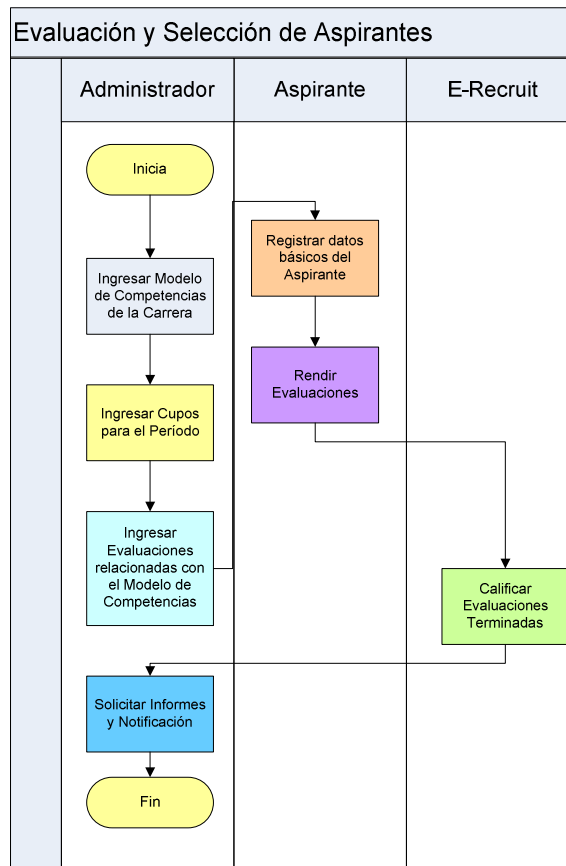 Evaluación y Selección de Aspirantes
Administrador
Aspirante
E-Recruit
Inicia
Ingresar Modelo
de Competencias
de la Carrera
Ingresar Cupos
para el Período
Ingresar
Evaluaciones
relacionadas con
el Modelo de
Competencias
Registrar datos
básicos del
Aspirante
Rendir
Evaluaciones
Calificar
Evaluaciones
Terminadas
Solicitar Informes
y Notificación
Fin